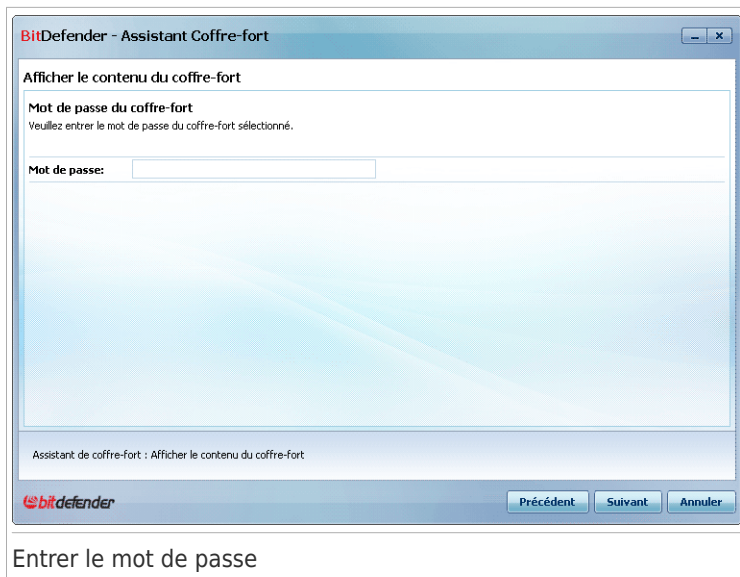 BitDefender - Assistant Coffre-fort
Afficher le contenu du coffre-fort
Mot de passe du coffre-fort
Veuillez entrer le mot de passe du coffre-fort sélectionné.
Mot de passe:
Assistant de coffre-fort : Afficher le contenu du coffre-fort
bitdefender
Précédent
Suivant
Annuler
Entrer le mot de passe